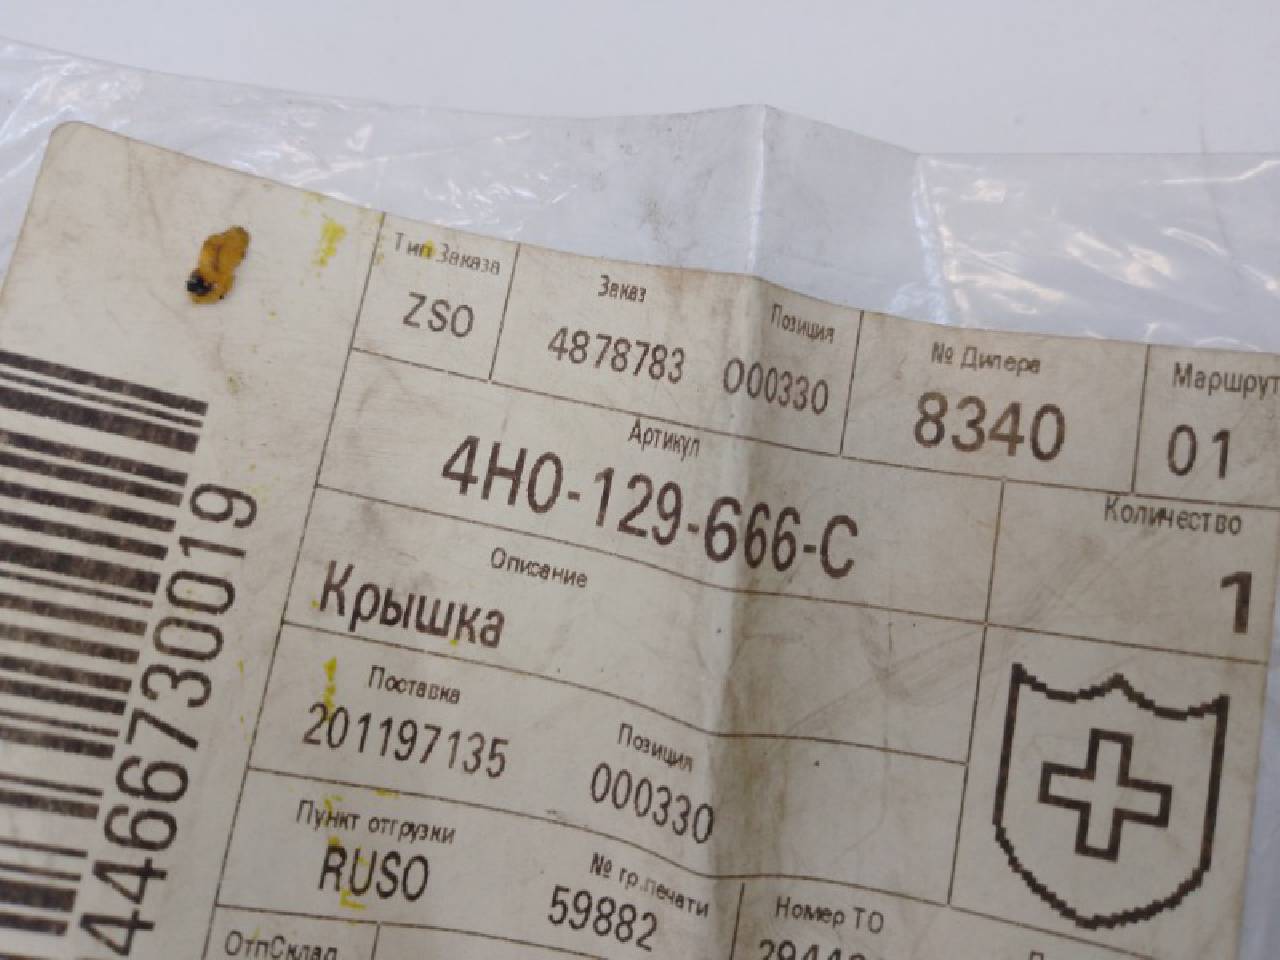 Тип Заказа
ZSO
Заказ Позиция
4878783 000330
№ Дилера
8340
Маршрут
01
Артикул
4H0-129-666-C
Количество
1
Описание
Крышка
Поставка Позиция
201197135 000330
Пункт отгрузки
RUSO
№ гр.печати
59882
Номер ТО
ОтпСклад
4466730019